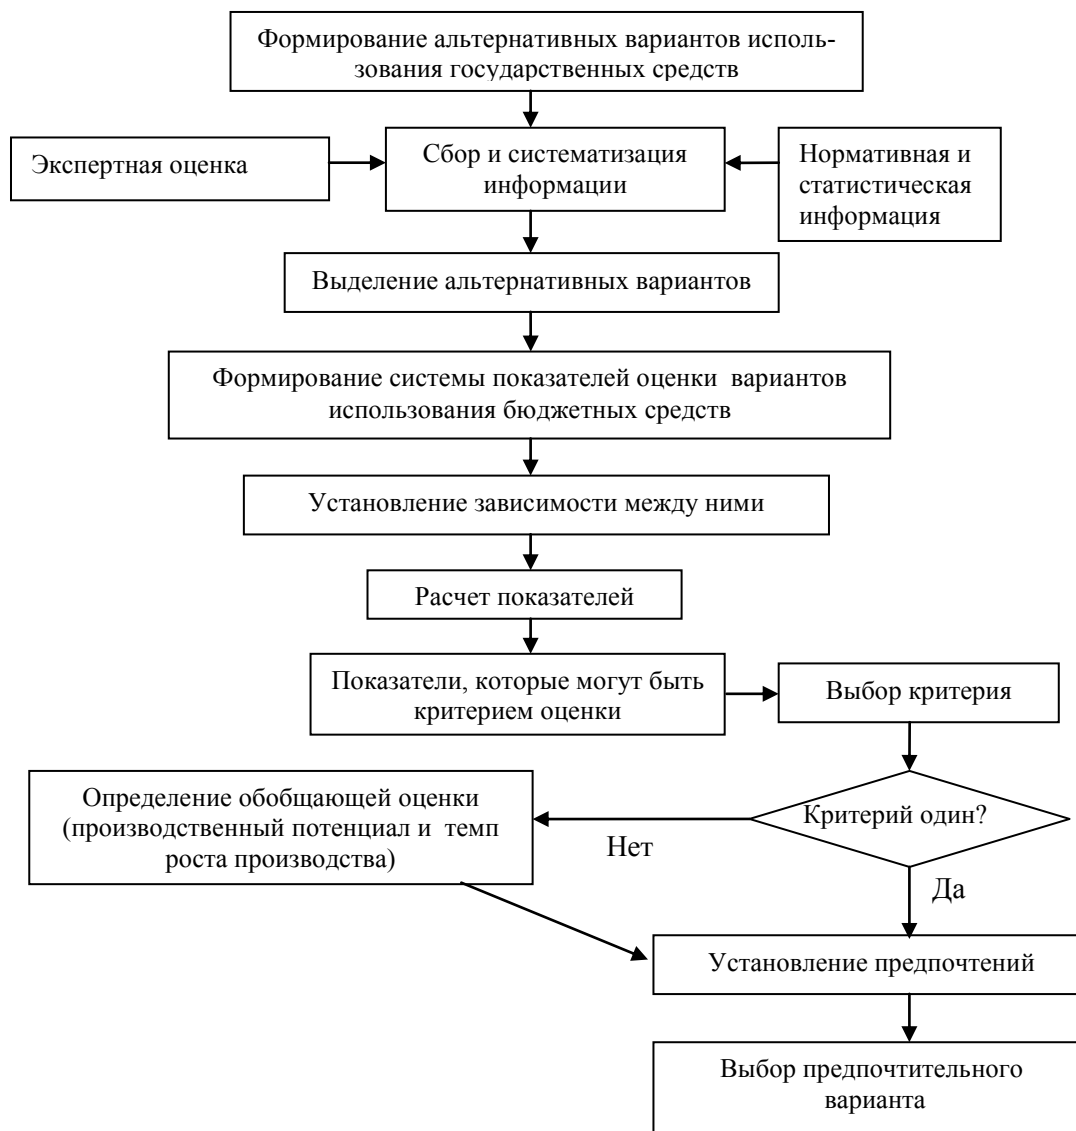 Формирование альтернативных вариантов исполь-
зования государственных средств
Экспертная оценка
Сбор и систематизация
информации
Нормативная и
статистическая
информация
Выделение альтернативных вариантов
Формирование системы показателей оценки вариантов
использования бюджетных средств
Установление зависимости между ними
Расчет показателей
Показатели, которые могут быть
критерием оценки
Выбор критерия
Критерий один?
Нет
Да
Определение обобщающей оценки
(производственный потенциал и темп
роста производства)
Установление предпочтений
Выбор предпочтительного
варианта